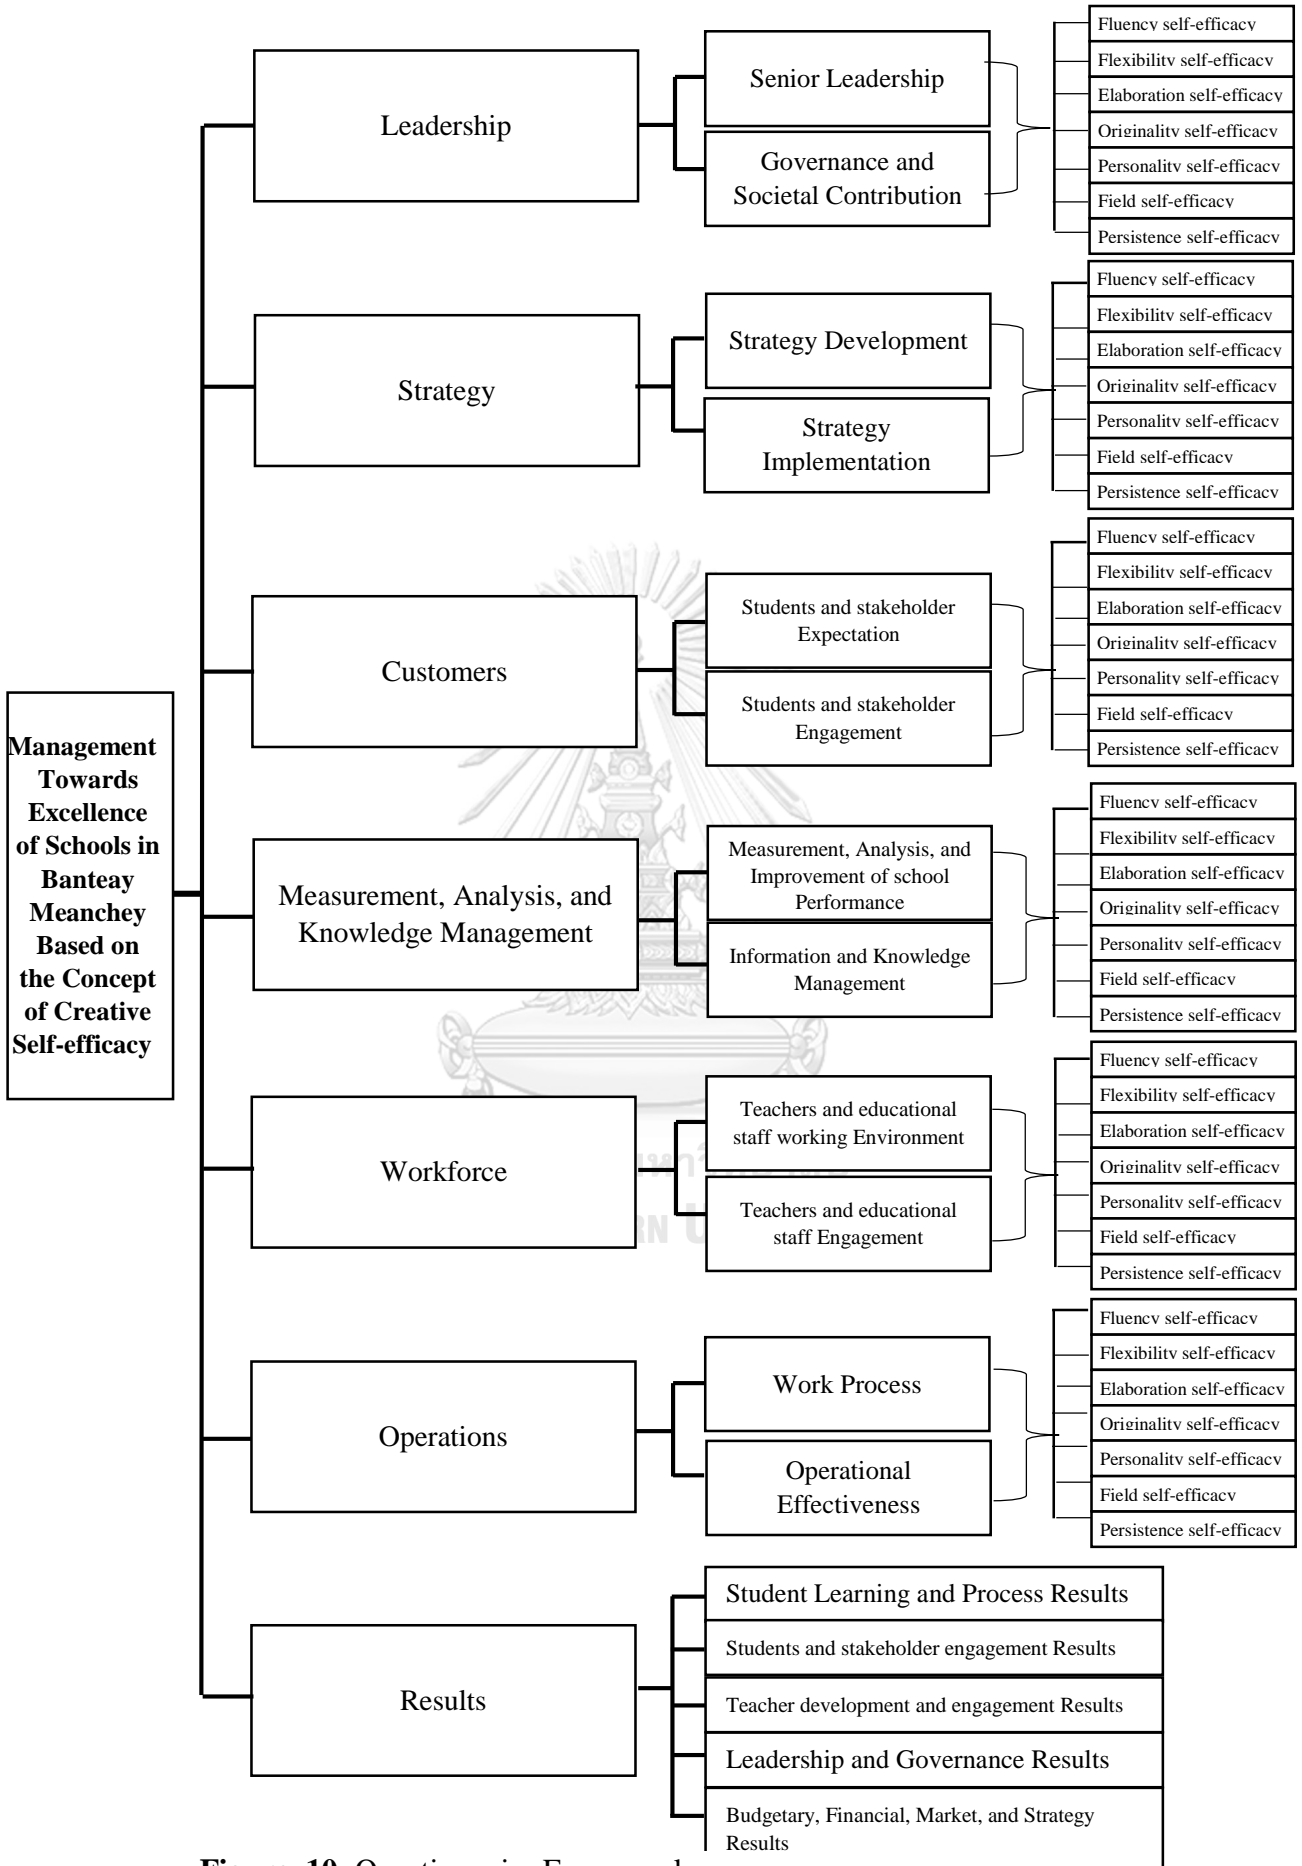 Management
Towards
Excellence
of Schools in
Banteay
Meanchey
Based on
the Concept
of Creative
Self-efficacy
Leadership
Senior Leadership
Governance and
Societal Contribution
Fluency self-efficacy
Flexibility self-efficacy
Elaboration self-efficacy
Originality self-efficacy
Personality self-efficacy
Field self-efficacy
Persistence self-efficacy
Strategy
Strategy Development
Strategy
Implementation
Fluency self-efficacy
Flexibility self-efficacy
Elaboration self-efficacy
Originality self-efficacy
Personality self-efficacy
Field self-efficacy
Persistence self-efficacy
Customers
Students and stakeholder
Expectation
Students and stakeholder
Engagement
Fluency self-efficacy
Flexibility self-efficacy
Elaboration self-efficacy
Originality self-efficacy
Personality self-efficacy
Field self-efficacy
Persistence self-efficacy
Measurement, Analysis, and
Knowledge Management
Measurement, Analysis, and
Improvement of school
Performance
Information and Knowledge
Management
Fluency self-efficacy
Flexibility self-efficacy
Elaboration self-efficacy
Originality self-efficacy
Personality self-efficacy
Field self-efficacy
Persistence self-efficacy
Workforce
Teachers and educational
staff working Environment
Teachers and educational
staff Engagement
Fluency self-efficacy
Flexibility self-efficacy
Elaboration self-efficacy
Originality self-efficacy
Personality self-efficacy
Field self-efficacy
Persistence self-efficacy
Operations
Work Process
Operational
Effectiveness
Fluency self-efficacy
Flexibility self-efficacy
Elaboration self-efficacy
Originality self-efficacy
Personality self-efficacy
Field self-efficacy
Persistence self-efficacy
Results
Student Learning and Process Results
Students and stakeholder engagement Results
Teacher development and engagement Results
Leadership and Governance Results
Budgetary, Financial, Market, and Strategy
Results